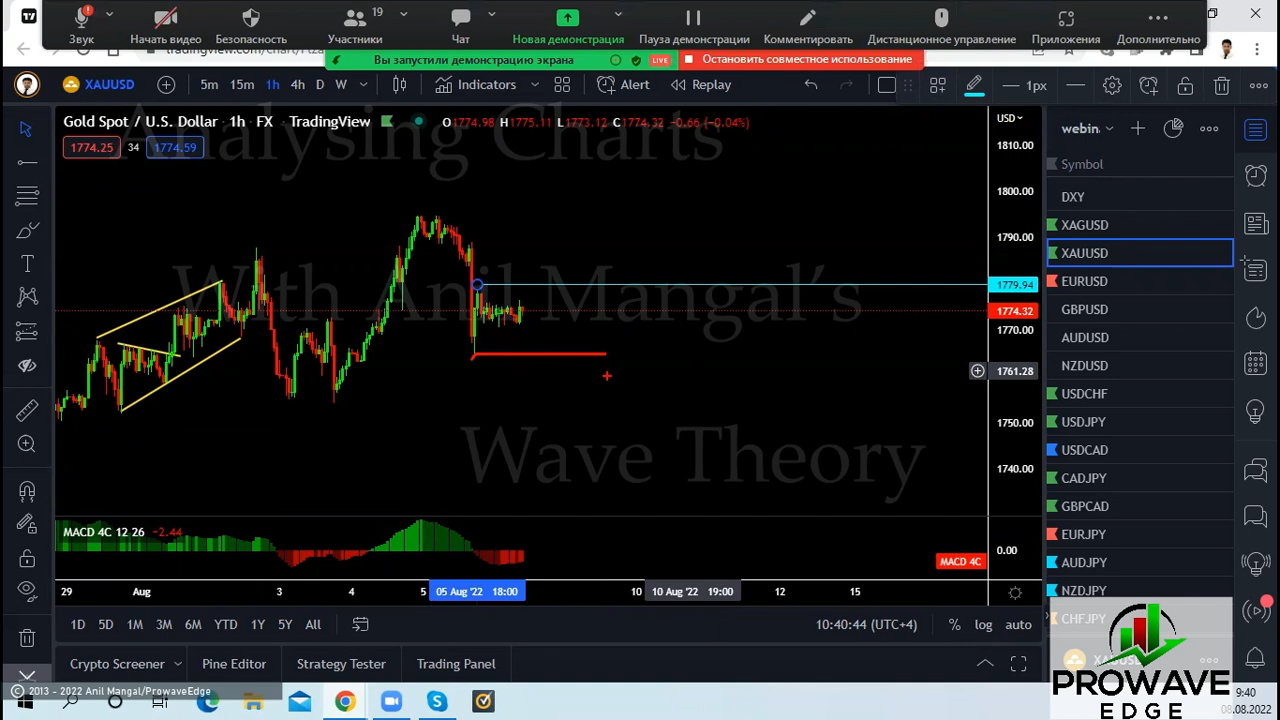 Звук
Начать видео
Безопасность
19
Участники
Чат
Новая демонстрация
Пауза демонстрации
Комментировать
Дистанционное управление
Приложения
Дополнительно
Вы запустили демонстрацию экрана
LIVE
Остановить совместное использование
XAUUSD
5m 15m 1h 4h D W
Indicators
Alert
Replay
1px
Analysing Charts
With Anil Mangal's
Wave Theory
Gold Spot / U.S. Dollar · 1h · FX · TradingView
O1774.98 H1775.11 L1773.12 C1774.32 −0.66 (−0.04%)
1774.25 34 1774.59
USD
1810.00
1800.00
1790.00
1779.94
1774.32
1770.00
1761.28
1750.00
1740.00
MACD 4C 12 26 −2.44
0.00
MACD 4C
29 Aug 3 4 5 05 Aug '22 18:00 10 10 Aug '22 19:00 12 15
1D 5D 1M 3M 6M YTD 1Y 5Y All
10:40:44 (UTC+4)
% log auto
Crypto Screener
Pine Editor
Strategy Tester
Trading Panel
webin
Symbol
DXY
XAGUSD
XAUUSD
EURUSD
GBPUSD
AUDUSD
NZDUSD
USDCHF
USDJPY
USDCAD
CADJPY
GBPCAD
EURJPY
AUDJPY
NZDJPY
CHFJPY
© 2013 - 2022 Anil Mangal/ProwaveEdge
PROWAVE
EDGE
9:40
08.08.2022